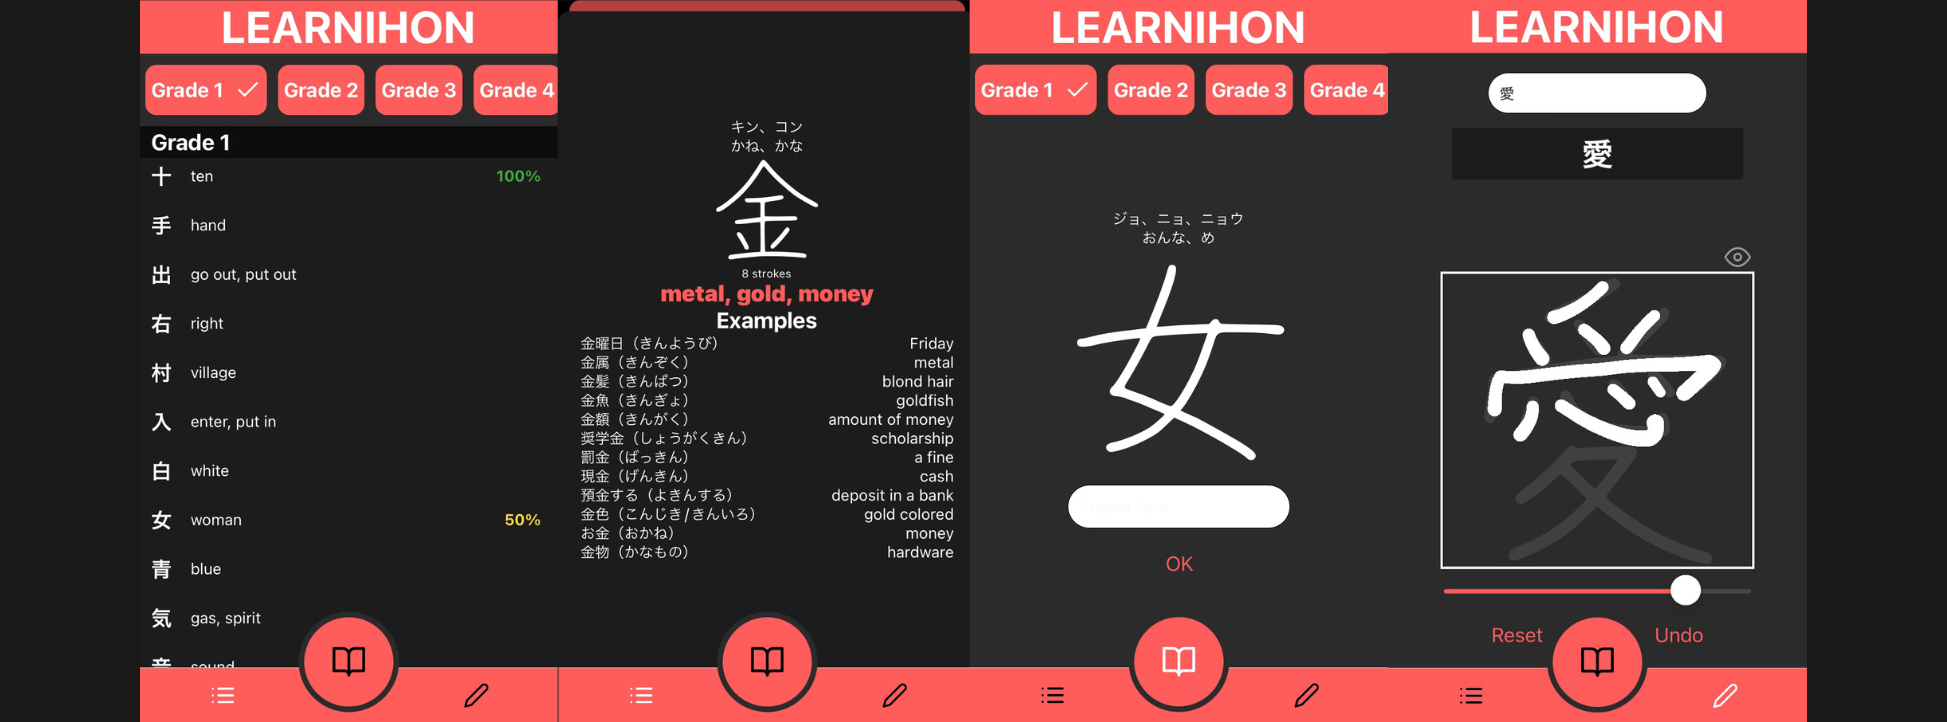 LEARNIHON
Grade 1
Grade 2
Grade 3
Grade 4
Grade 1
十 ten 100%
手 hand
出 go out, put out
右 right
村 village
入 enter, put in
白 white
女 woman 50%
青 blue
気 gas, spirit
音 sound
キン、コン
かね、かな
金
8 strokes
metal, gold, money
Examples
金曜日（きんようび） Friday
金属（きんぞく） metal
金髪（きんぱつ） blond hair
金魚（きんぎょ） goldfish
金額（きんがく） amount of money
奨学金（しょうがくきん） scholarship
罰金（ばっきん） a fine
現金（げんきん） cash
預金する（よきんする） deposit in a bank
金色（こんじき/きんいろ） gold colored
お金（おかね） money
金物（かなもの） hardware
LEARNIHON
Grade 1
Grade 2
Grade 3
Grade 4
ジョ、ニョ、ニョウ
おんな、め
女
OK
LEARNIHON
愛
愛
愛
Reset
Undo